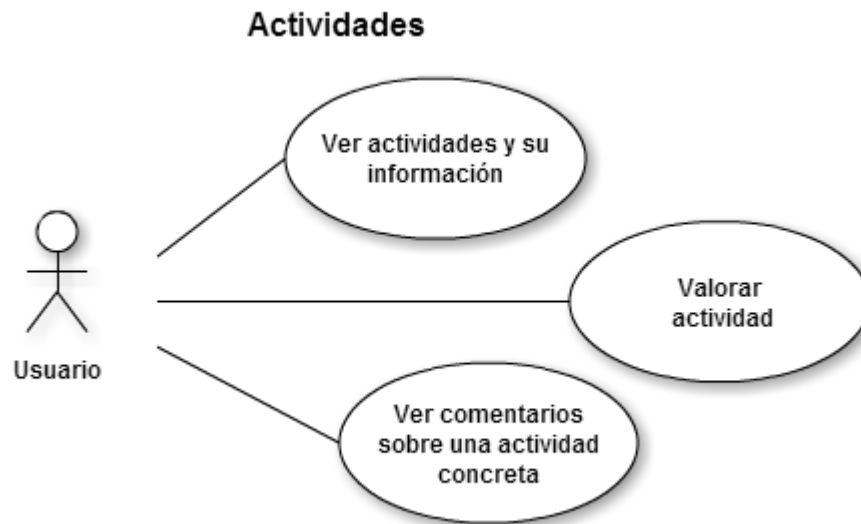 Actividades
Ver actividades y su
información
Valorar
actividad
Usuario
Ver comentarios
sobre una actividad
concreta